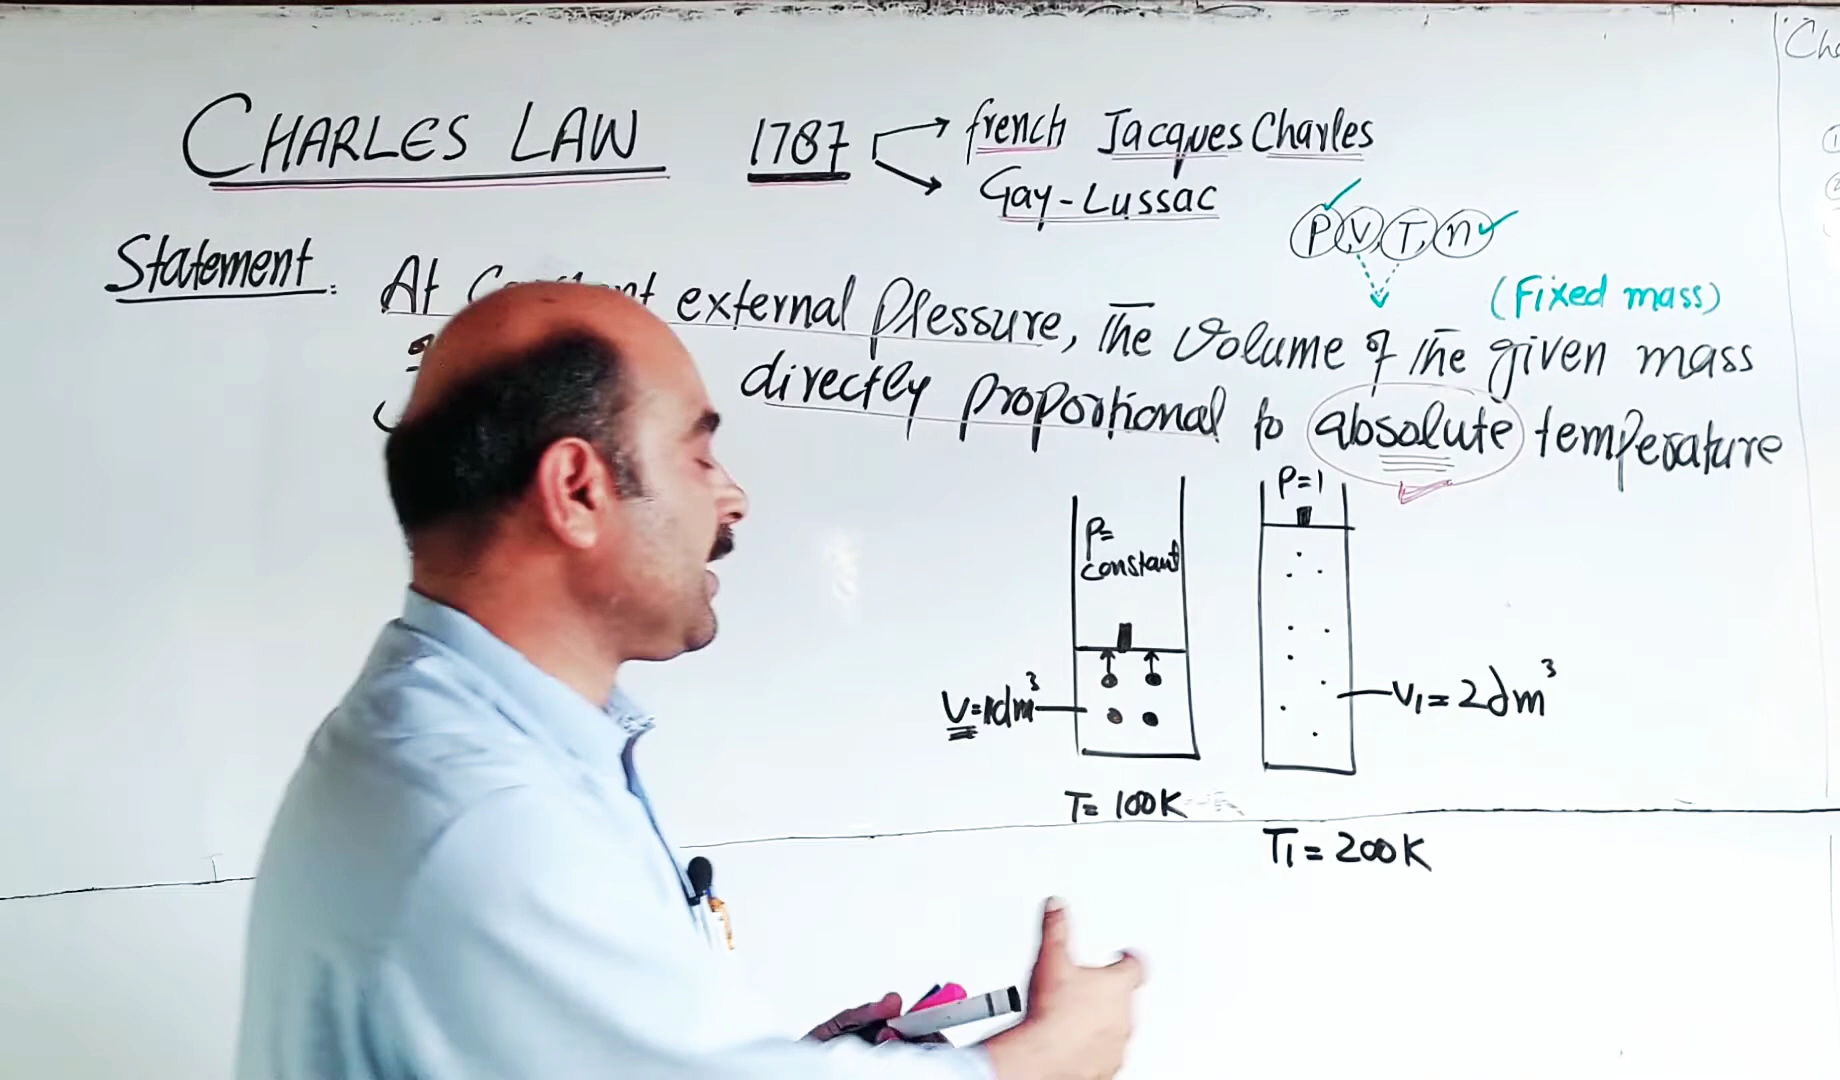 CHARLES LAW 1787 french Jacques Charles
Gay-Lussac
P V, T, n
(Fixed mass)
Statement: At external Pressure, The Volume of the given mass
directly proportional to absolute temperature
P=1
P=
constant
V=1dm³
V₁=2dm³
T=100K
T₁=200K